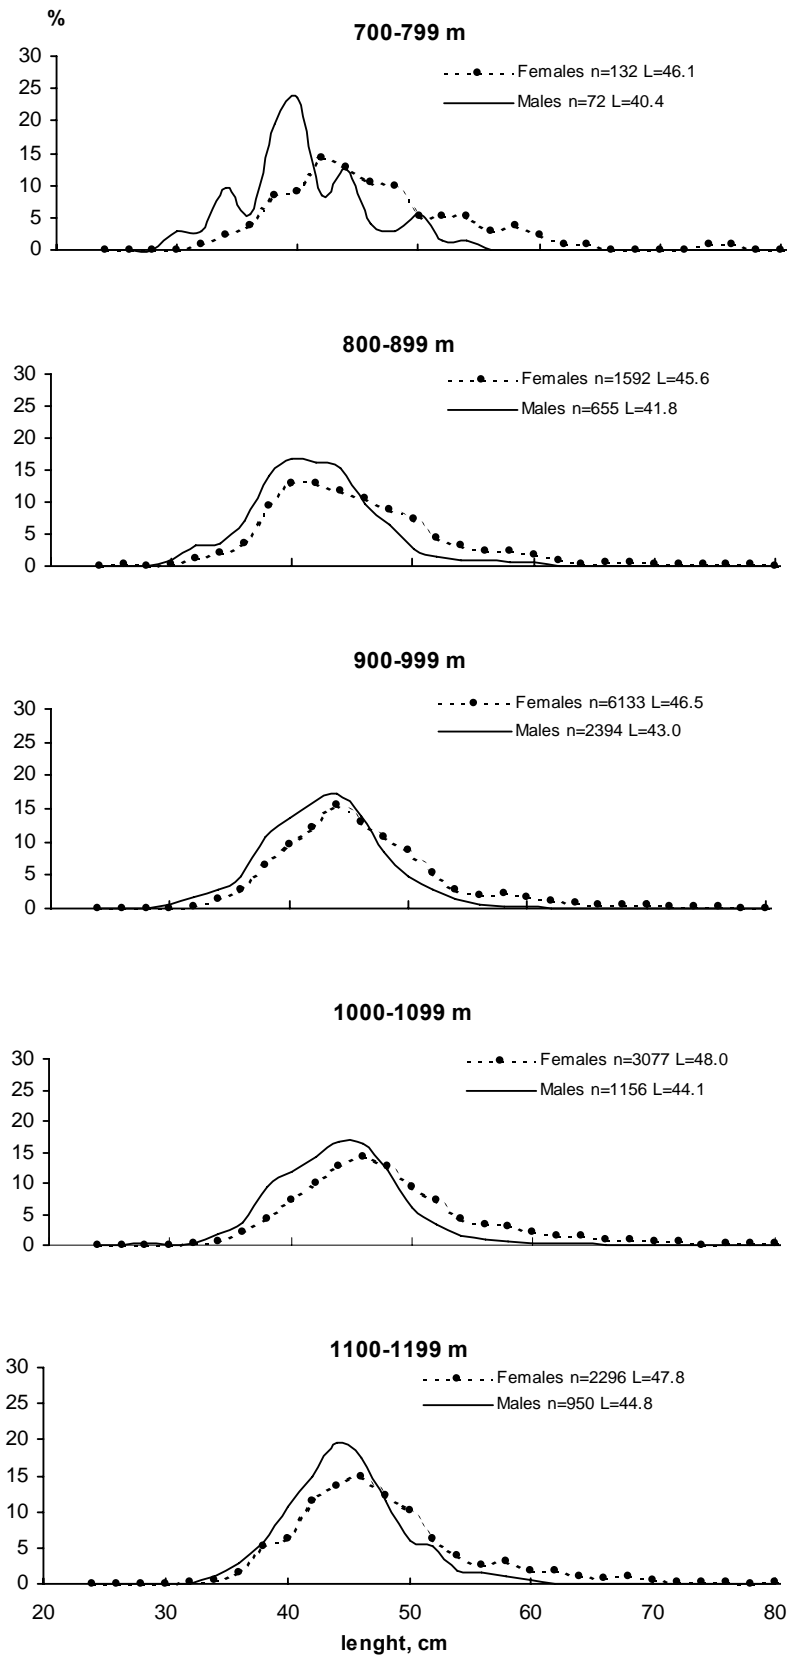 %
700-799 m
30
25
20
15
10
5
0
Females n=132 L=46.1
Males n=72 L=40.4
800-899 m
30
25
20
15
10
5
0
Females n=1592 L=45.6
Males n=655 L=41.8
900-999 m
30
25
20
15
10
5
0
Females n=6133 L=46.5
Males n=2394 L=43.0
1000-1099 m
30
25
20
15
10
5
0
Females n=3077 L=48.0
Males n=1156 L=44.1
1100-1199 m
30
25
20
15
10
5
0
Females n=2296 L=47.8
Males n=950 L=44.8
20 30 40 50 60 70 80
lenght, cm